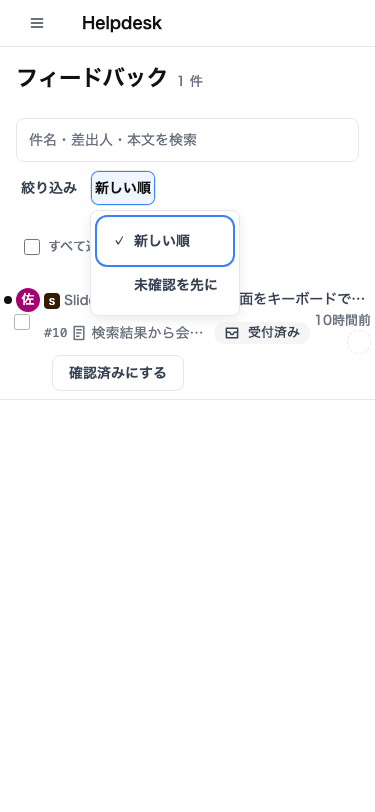 Helpdesk
フィードバック 1 件
件名・差出人・本文を検索
絞り込み 新しい順
✓ 新しい順
未確認を先に
すべて
佐 S Slid 面をキーボードで…
10時間前
#10 検索結果から会… 受付済み
確認済みにする